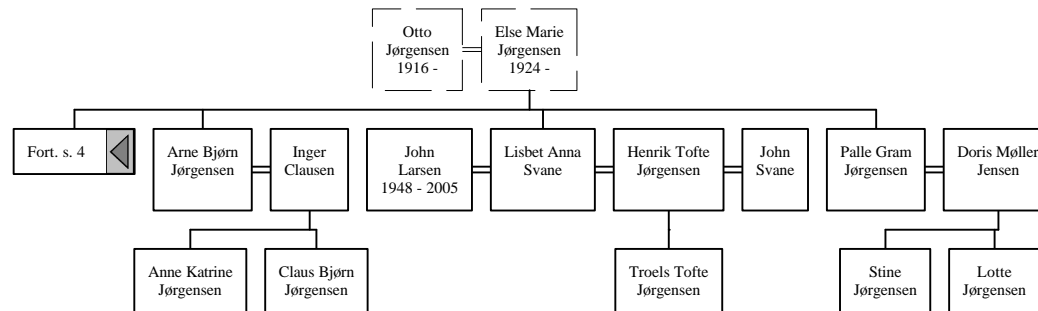 Otto
Jørgensen
1916 -
Else Marie
Jørgensen
1924 -
Fort. s. 4
Arne Bjørn
Jørgensen
Inger
Clausen
John
Larsen
1948 - 2005
Lisbet Anna
Svane
Henrik Tofte
Jørgensen
John
Svane
Palle Gram
Jørgensen
Doris Møller
Jensen
Anne Katrine
Jørgensen
Claus Bjørn
Jørgensen
Troels Tofte
Jørgensen
Stine
Jørgensen
Lotte
Jørgensen